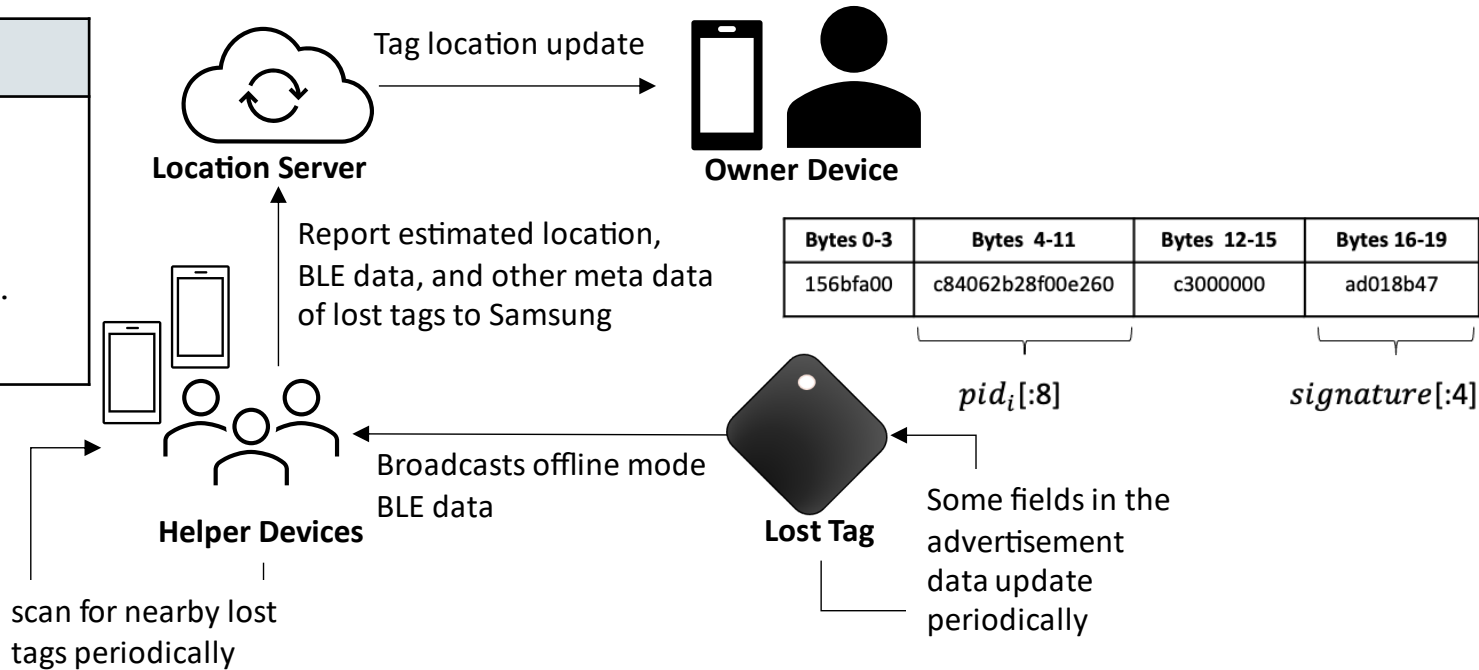 Tag location update
Location Server
Owner Device
Report estimated location,
BLE data, and other meta data
of lost tags to Samsung
.
Bytes 0-3 Bytes 4-11 Bytes 12-15 Bytes 16-19
156bfa00 c84062b28f00e260 c3000000 ad018b47
pid_i[:8] signature[:4]
Broadcasts offline mode
BLE data
Helper Devices
Lost Tag
Some fields in the
advertisement
data update
periodically
scan for nearby lost
tags periodically